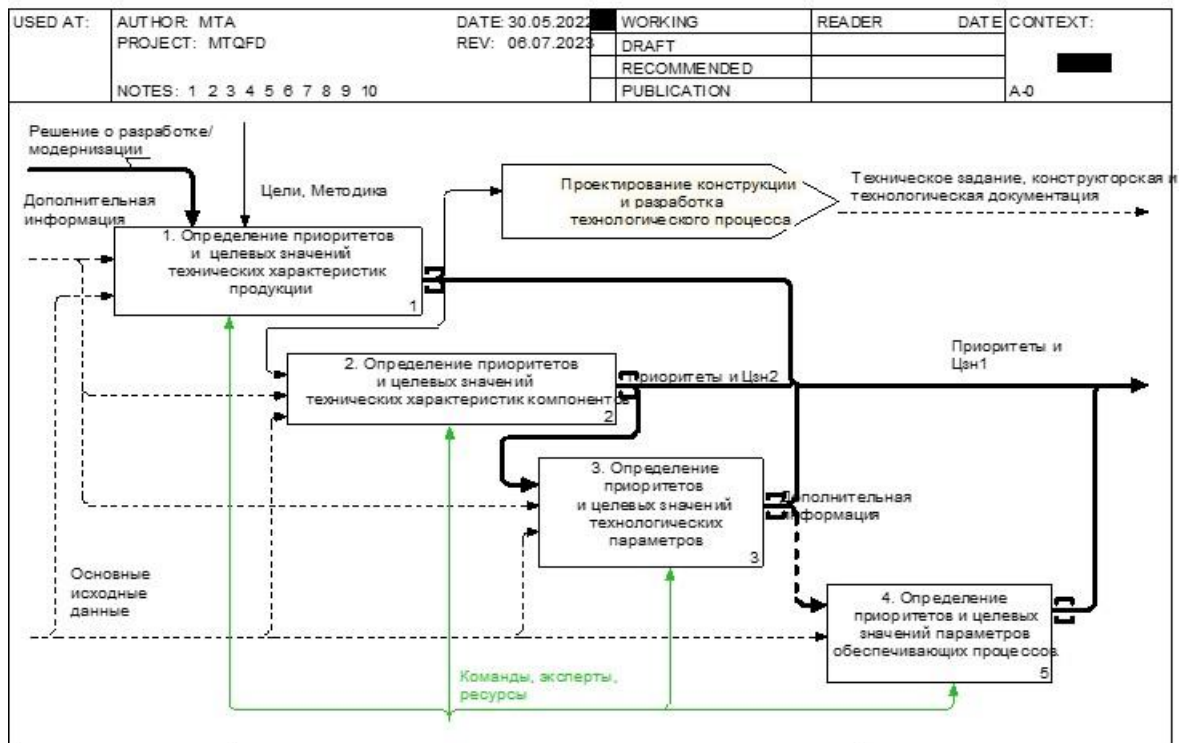 USED AT:
AUTHOR: MTA
DATE: 30.05.2022
WORKING
READER
DATE
CONTEXT:
PROJECT: MTQFD
REV: 06.07.2023
DRAFT
RECOMMENDED
NOTES: 1 2 3 4 5 6 7 8 9 10
PUBLICATION
A-0
Решение о разработке/
модернизации
Цели, Методика
Дополнительная
информация
Проектирование конструкции
и разработка
технологического процесса
Техническое задание, конструкторская и
технологическая документация
1. Определение приоритетов
и целевых значений
технических характеристик
продукции
1
2. Определение приоритетов
и целевых значений
технических характеристик компонентов
2
Приоритеты и Цзн2
Приоритеты и
Цзн1
3. Определение
приоритетов
и целевых значений
технологических
параметров
3
Дополнительная
информация
Основные
исходные
данные
4. Определение
приоритетов и целевых
значений параметров
обеспечивающих процессов
5
Команды, эксперты,
ресурсы